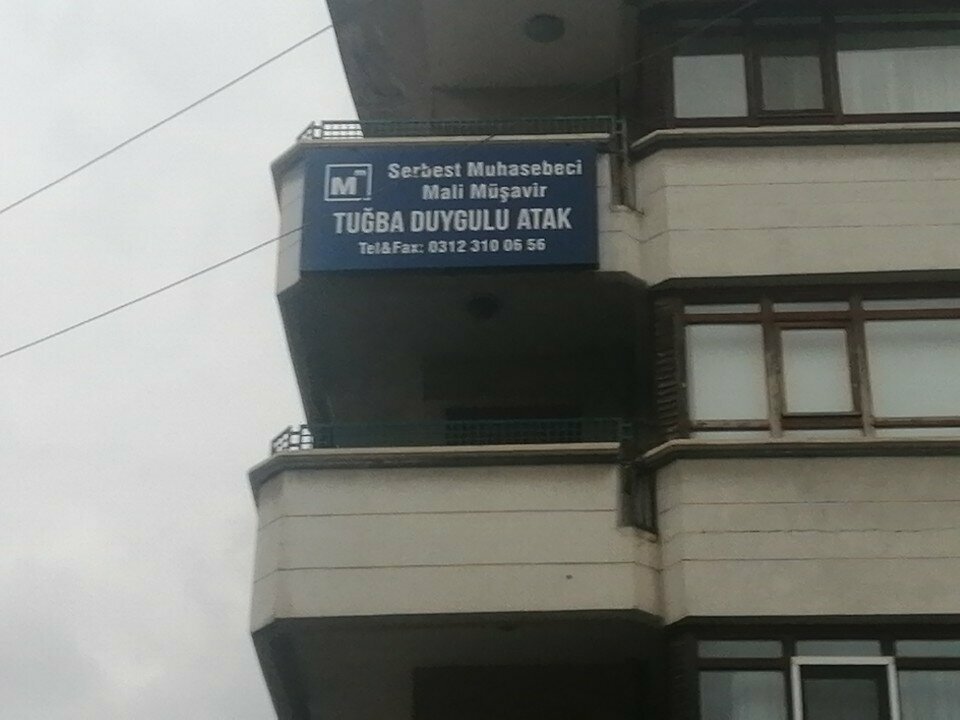 M
Serbest Muhasebeci
Mali Müşavir
TUĞBA DUYGULU ATAK
Tel&Fax: 0312 310 06 56